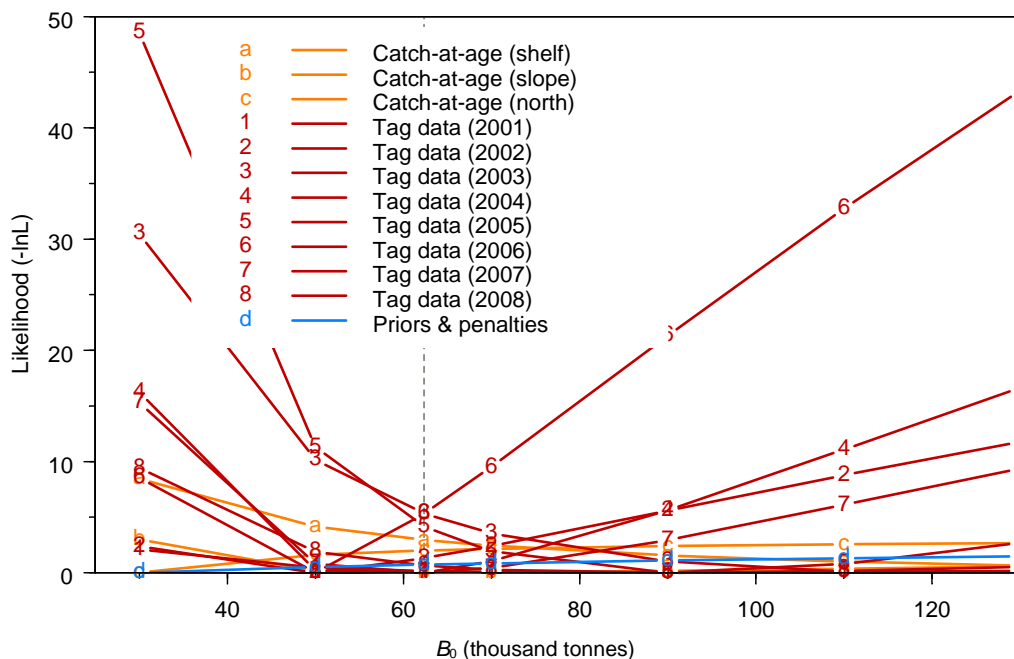 50
40
30
20
10
0
Likelihood (-lnL)
a Catch-at-age (shelf)
b Catch-at-age (slope)
c Catch-at-age (north)
1 Tag data (2001)
2 Tag data (2002)
3 Tag data (2003)
4 Tag data (2004)
5 Tag data (2005)
6 Tag data (2006)
7 Tag data (2007)
8 Tag data (2008)
d Priors & penalties
40 60 80 100 120
B0 (thousand tonnes)